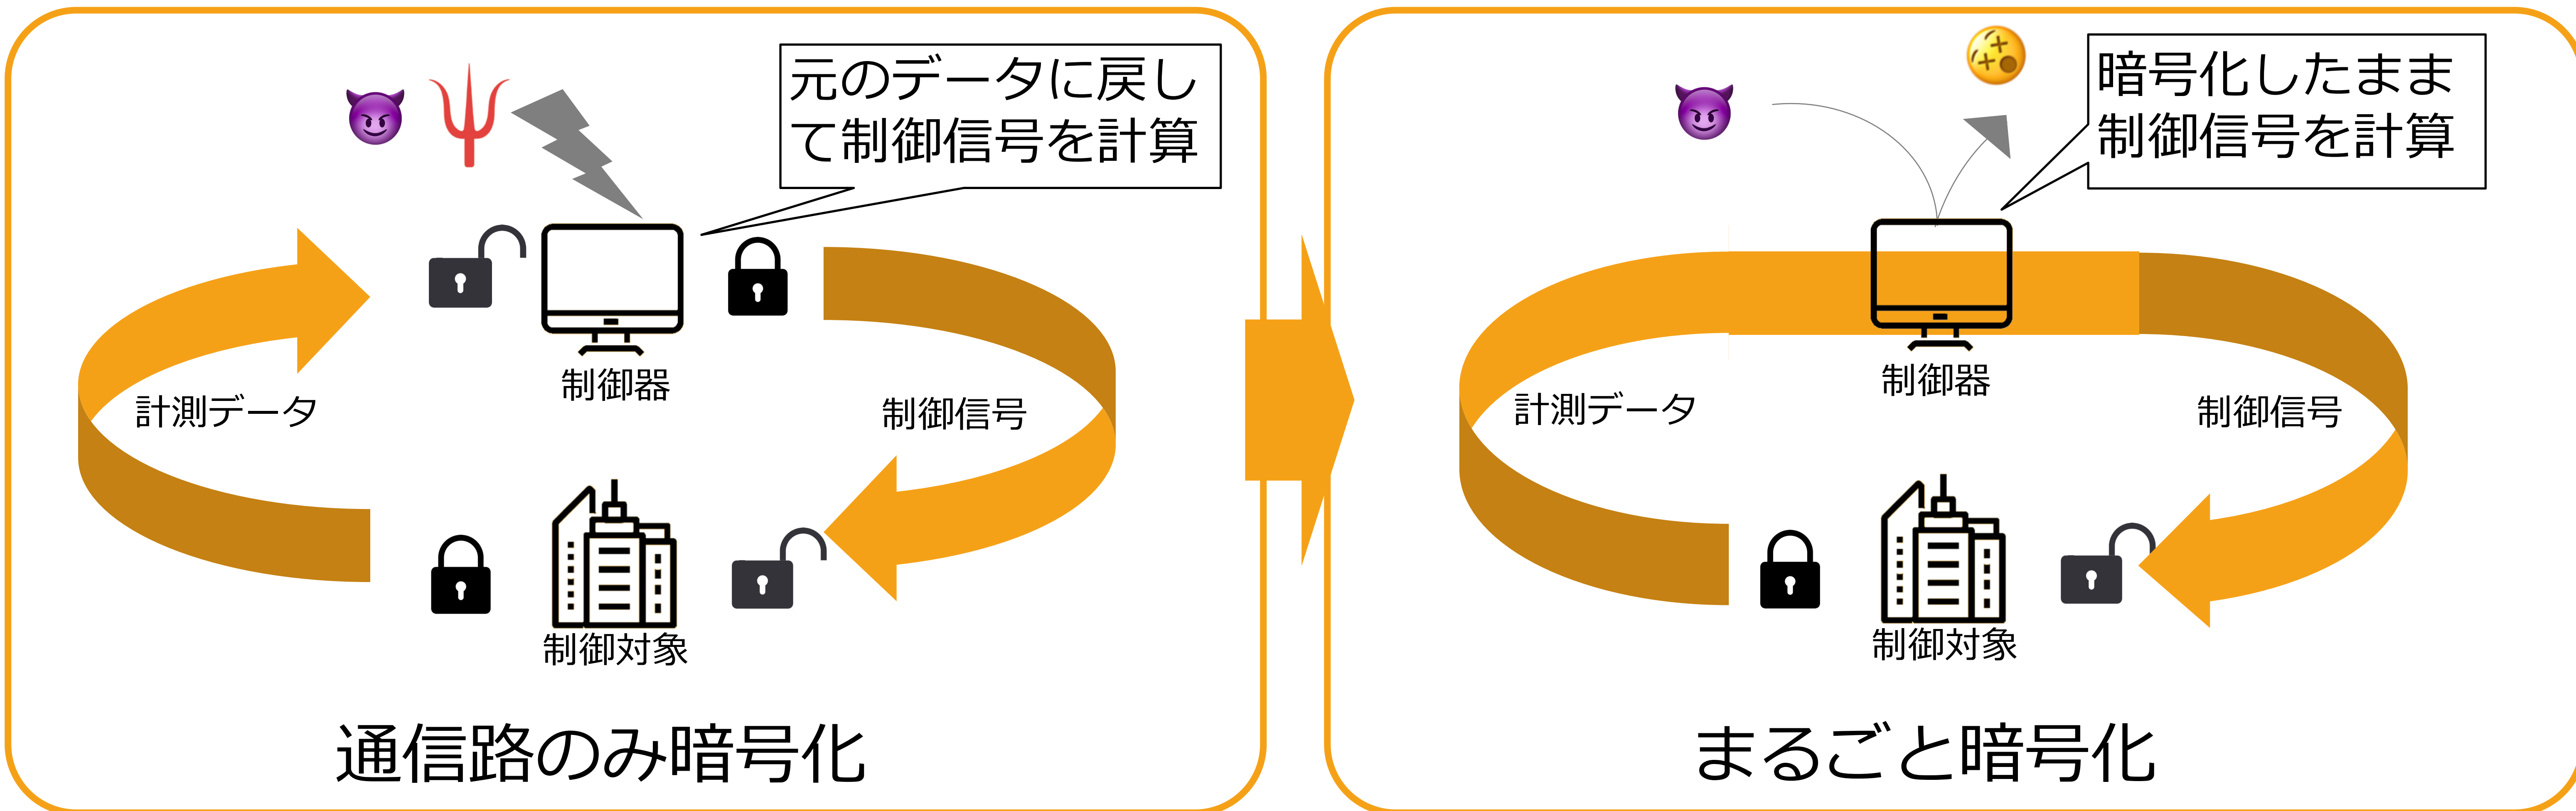 元のデータに戻し
て制御信号を計算
制御器
計測データ
制御信号
制御対象
通信路のみ暗号化
暗号化したまま
制御信号を計算
制御器
計測データ
制御信号
制御対象
まるごと暗号化